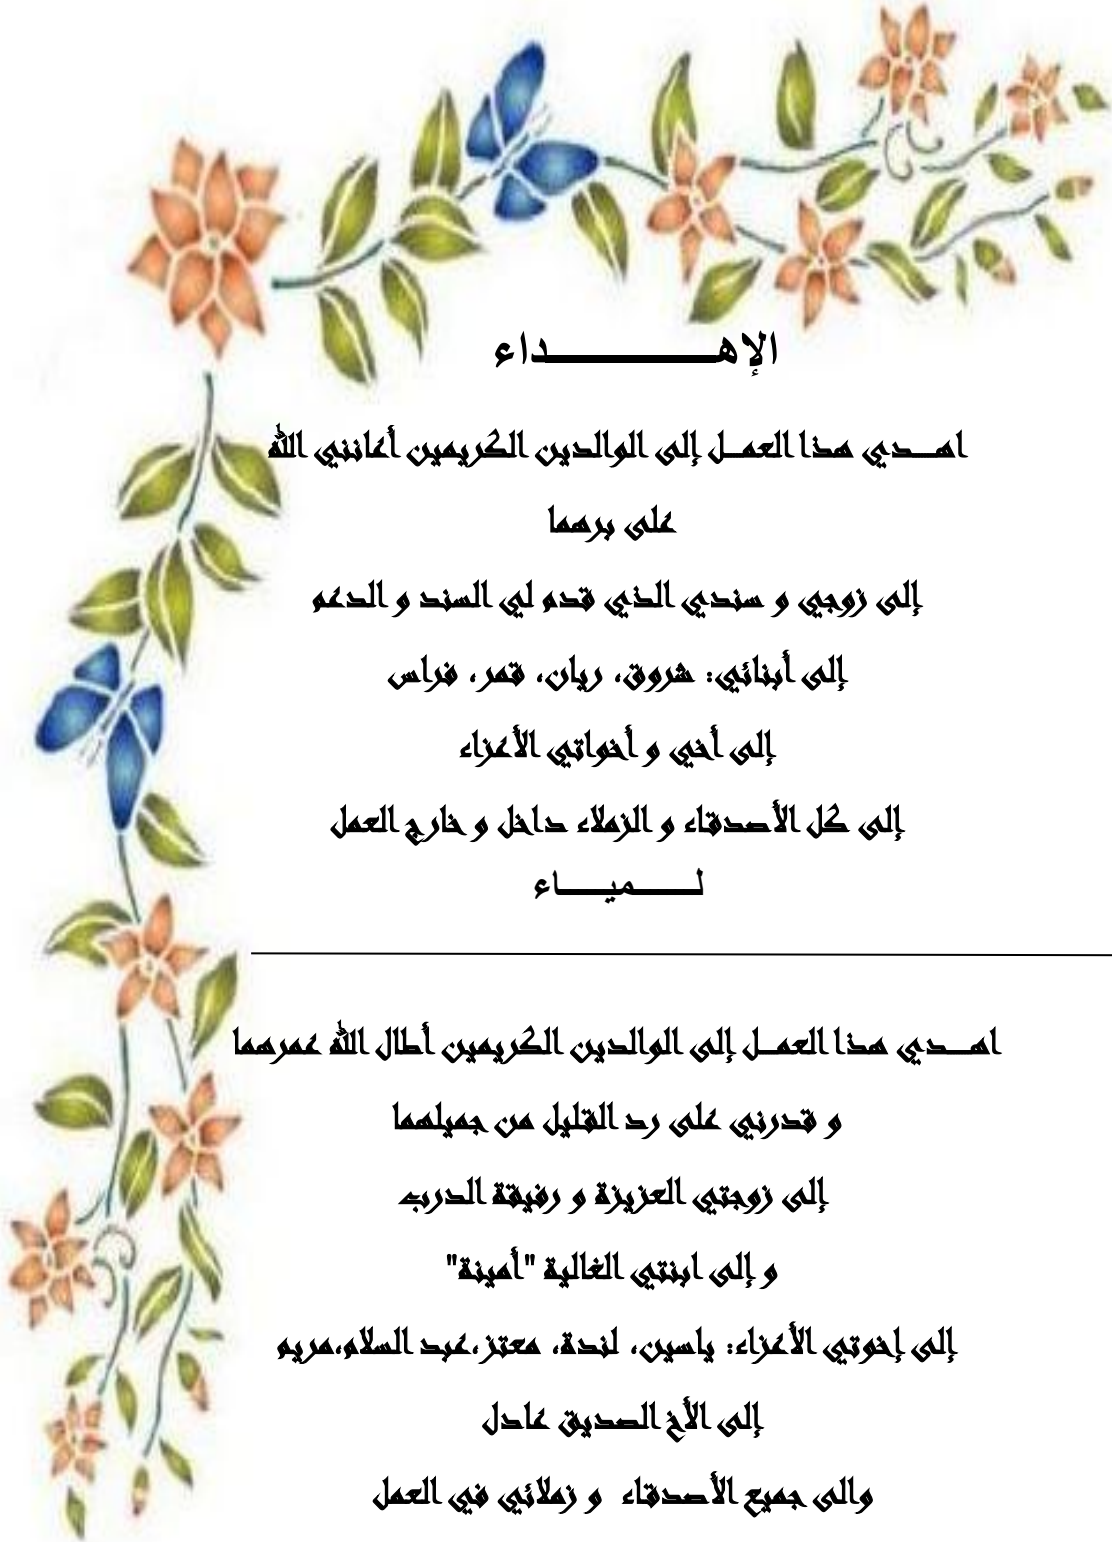 الإهـــــــــــــداء
اهـــدي هذا العمــل إلى الوالدين الكريمين أعانني الله
على برهما
إلى زوجي و سندي الذي قدم لي السند و الدعم
إلى أبنائي: شروق، ريان، قمر، فراس
إلى أخي و أخواتي الأعزاء
إلى كل الأصدقاء و الزملاء داخل و خارج العمل
لـــــميـــــاء
اهـــدي هذا العمــل إلى الوالدين الكريمين أطال الله عمرهما
و قدرني على رد القليل من جميلهما
إلى زوجتي العزيزة و رفيقة الدرب
و إلى ابنتي الغالية "أمينة"
إلى إخوتي الأعزاء: ياسين، لندة، معتز،عبد السلام،مريم
إلى الأخ الصديق عادل
والى جميع الأصدقاء و زملائي في العمل